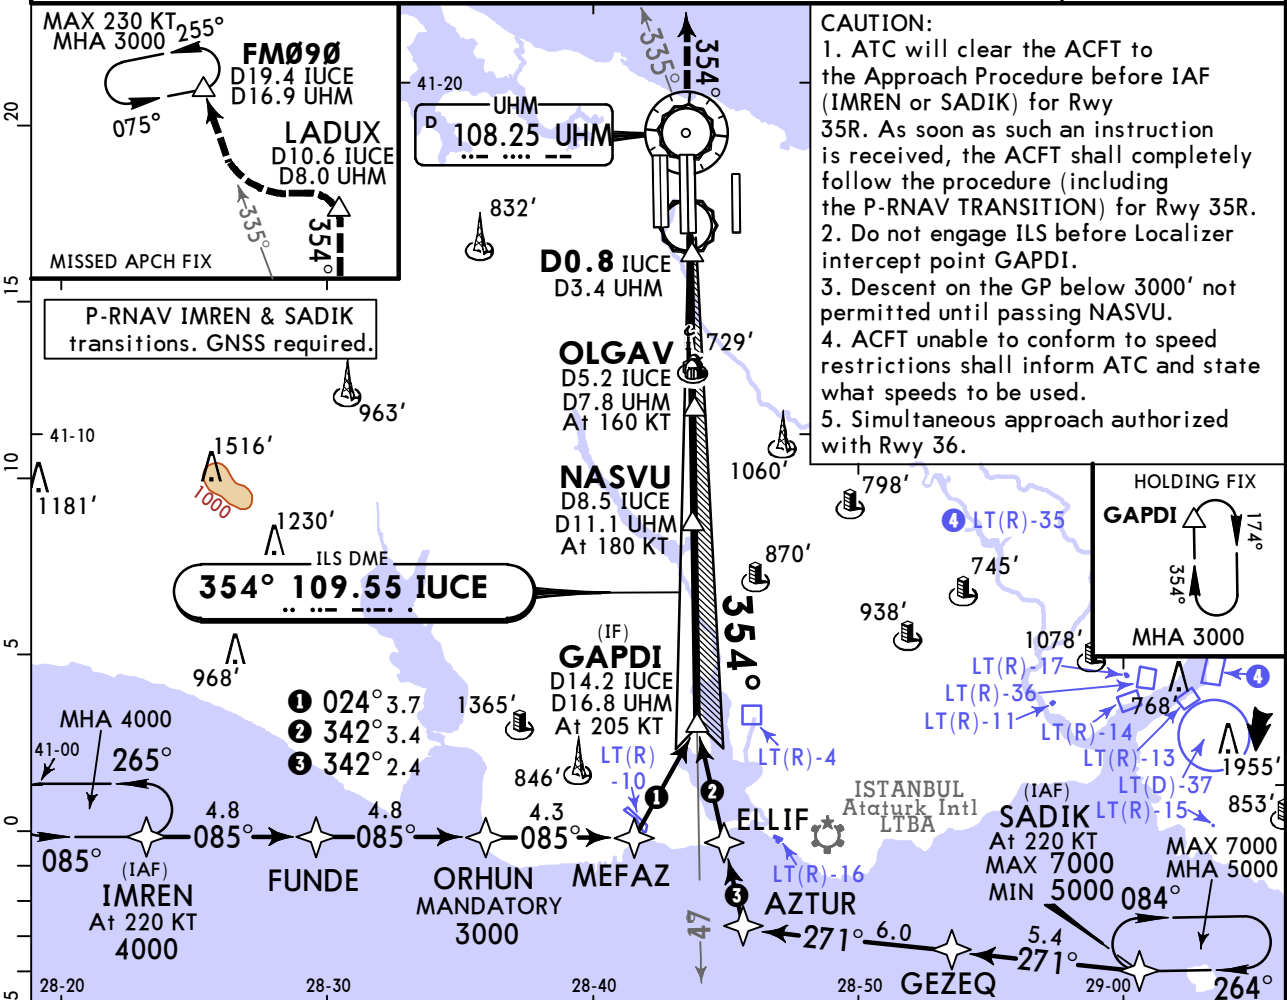 MAX 230 KT
MHA 3000
255°
FMØ9Ø
D19.4 IUCE
D16.9 UHM
075°
LADUX
D10.6 IUCE
D8.0 UHM
335°
354°
MISSED APCH FIX
P-RNAV IMREN & SADIK
transitions. GNSS required.
335°
354°
41-20
UHM
D
108.25 UHM
832'
D0.8 IUCE
D3.4 UHM
729'
OLGAV
D5.2 IUCE
D7.8 UHM
At 160 KT
963'
41-10
1516'
1000
1181'
1230'
1060'
NASVU
D8.5 IUCE
D11.1 UHM
At 180 KT
ILS DME
354° 109.55 IUCE
968'
870'
798'
745'
938'
1078'
354°
(IF)
GAPDI
D14.2 IUCE
D16.8 UHM
At 205 KT
1 024° 3.7
2 342° 3.4
3 342° 2.4
1365'
846'
LT(R)
-10
LT(R)-4
CAUTION:
1. ATC will clear the ACFT to
the Approach Procedure before IAF
(IMREN or SADIK) for Rwy
35R. As soon as such an instruction
is received, the ACFT shall completely
follow the procedure (including
the P-RNAV TRANSITION) for Rwy 35R.
2. Do not engage ILS before Localizer
intercept point GAPDI.
3. Descent on the GP below 3000' not
permitted until passing NASVU.
4. ACFT unable to conform to speed
restrictions shall inform ATC and state
what speeds to be used.
5. Simultaneous approach authorized
with Rwy 36.
HOLDING FIX
GAPDI
174°
354°
MHA 3000
4 LT(R)-35
LT(R)-17
LT(R)-36
LT(R)-11
LT(R)-14
LT(R)-13
LT(D)-37
LT(R)-15
4
768'
1955'
853'
MHA 4000
41-00
265°
085°
(IAF)
IMREN
At 220 KT
4000
4.8
085°
FUNDE
4.8
085°
ORHUN
MANDATORY
3000
4.3
085°
MEFAZ
1
2
3
ELLIF
LT(R)-16
ISTANBUL
Ataturk Intl
LTBA
AZTUR
47
271°
6.0
GEZEQ
5.4
271°
(IAF)
SADIK
At 220 KT
MAX 7000
MIN 5000
MAX 7000
MHA 5000
084°
264°
20
15
10
5
0
5
28-20
28-30
28-40
28-50
29-00